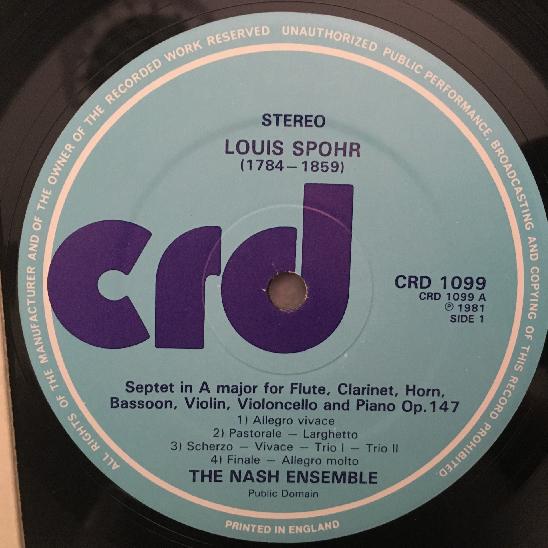 ALL RIGHTS OF THE MANUFACTURER AND OF THE OWNER OF THE RECORDED WORK RESERVED UNAUTHORIZED PUBLIC PERFORMANCE, BROADCASTING AND COPYING OF THIS RECORD PROHIBITED
STEREO
LOUIS SPOHR
(1784–1859)
crd
CRD 1099
CRD 1099 A
℗ 1981
SIDE 1
Septet in A major for Flute, Clarinet, Horn,
Bassoon, Violin, Violoncello and Piano Op.147
1) Allegro vivace
2) Pastorale – Larghetto
3) Scherzo – Vivace – Trio I – Trio II
4) Finale – Allegro molto
THE NASH ENSEMBLE
Public Domain
PRINTED IN ENGLAND